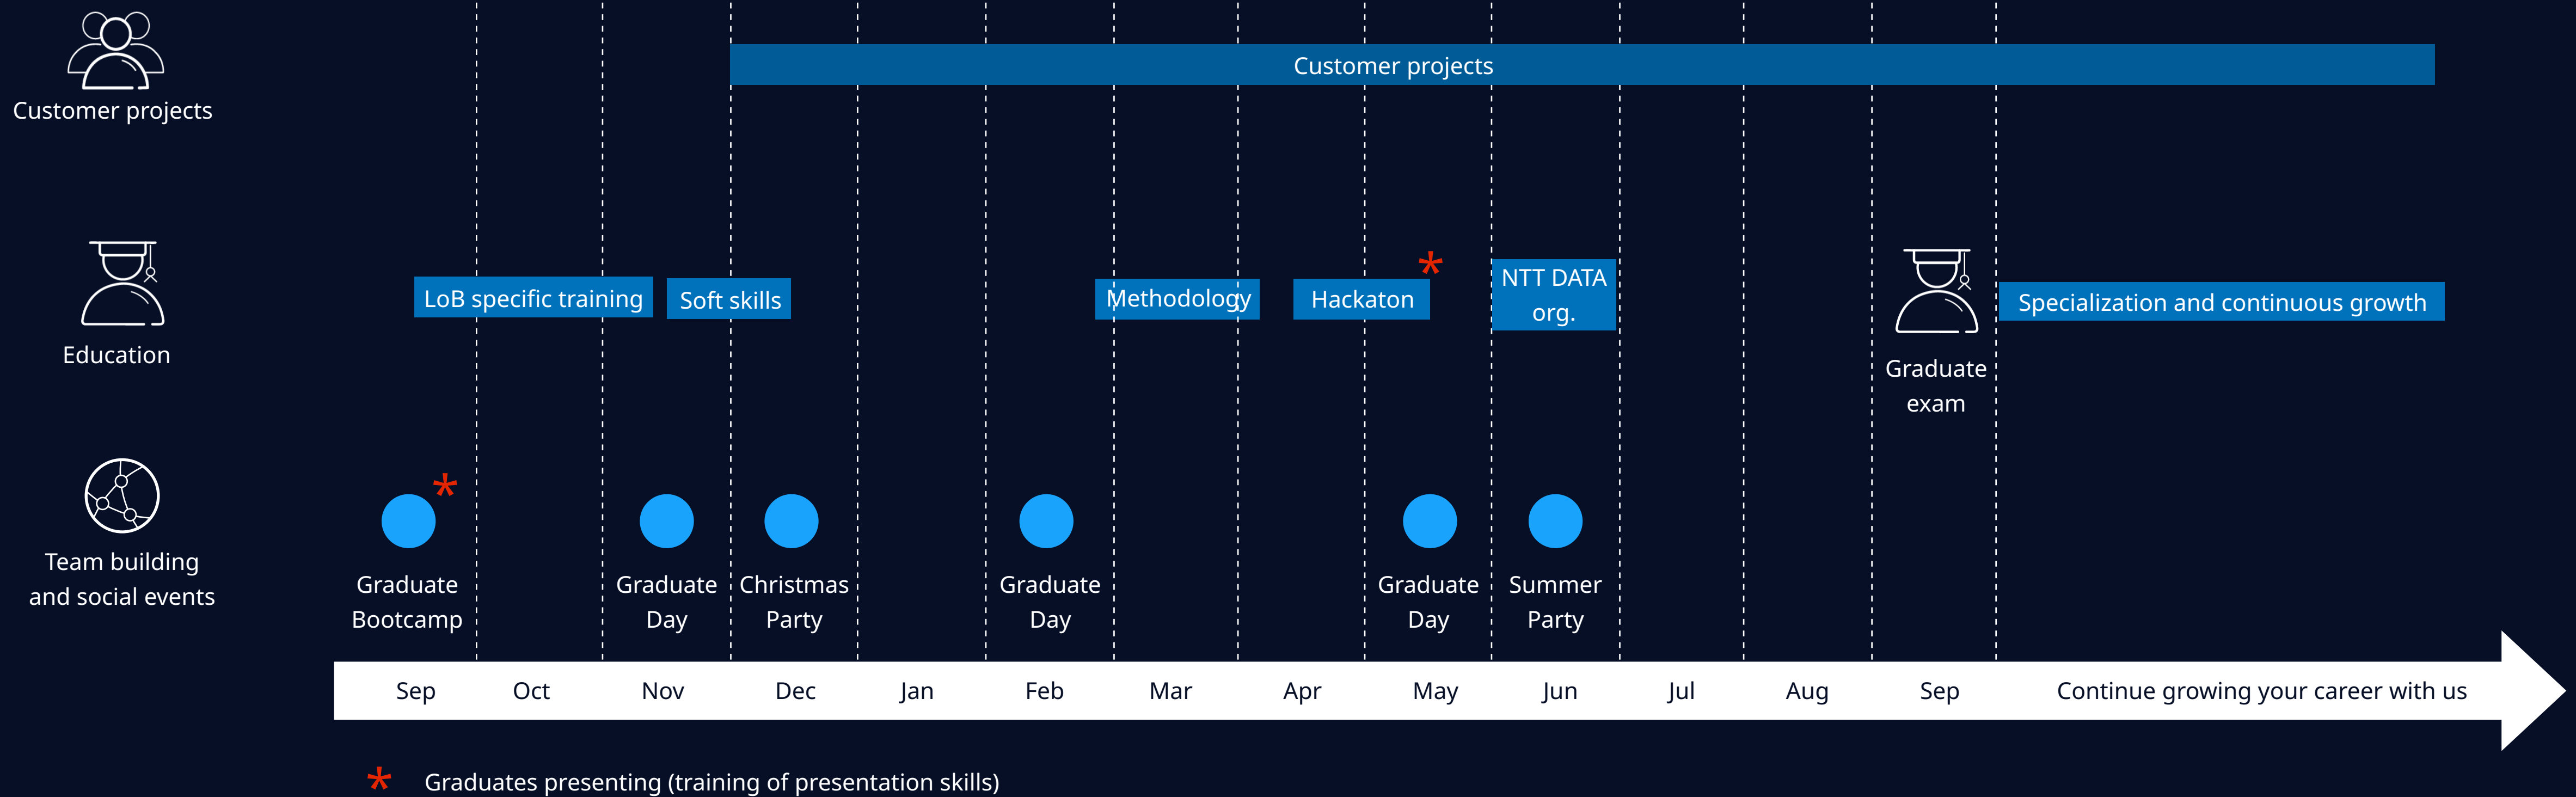 Customer projects
Customer projects
Education
LoB specific training
Soft skills
Methodology
Hackaton
*
NTT DATA
org.
Graduate
exam
Specialization and continuous growth
Team building
and social events
*
Graduate
Bootcamp
Graduate
Day
Christmas
Party
Graduate
Day
Graduate
Day
Summer
Party
Sep Oct Nov Dec Jan Feb Mar Apr May Jun Jul Aug Sep Continue growing your career with us
* Graduates presenting (training of presentation skills)